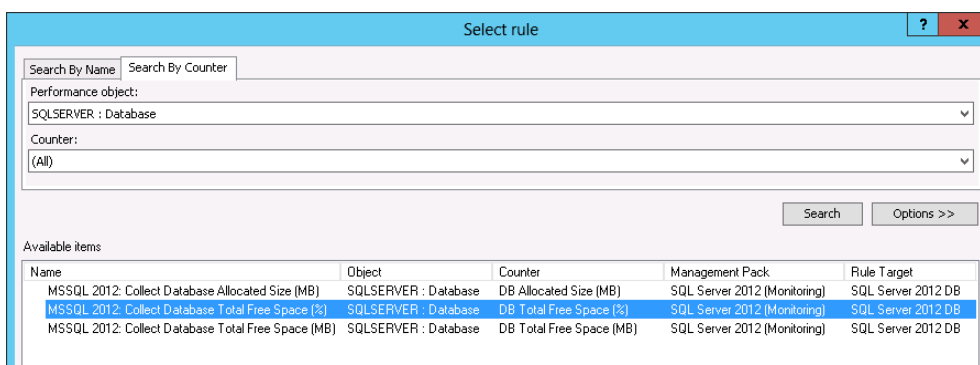 Select rule
? x
Search By Name Search By Counter
Performance object:
SQLSERVER : Database
Counter:
(All)
Search Options >>
Available items
Name Object Counter Management Pack Rule Target
MSSQL 2012: Collect Database Allocated Size (MB) SQLSERVER : Database DB Allocated Size (MB) SQL Server 2012 (Monitoring) SQL Server 2012 DB
MSSQL 2012: Collect Database Total Free Space (%) SQLSERVER : Database DB Total Free Space (%) SQL Server 2012 (Monitoring) SQL Server 2012 DB
MSSQL 2012: Collect Database Total Free Space (MB) SQLSERVER : Database DB Total Free Space (MB) SQL Server 2012 (Monitoring) SQL Server 2012 DB